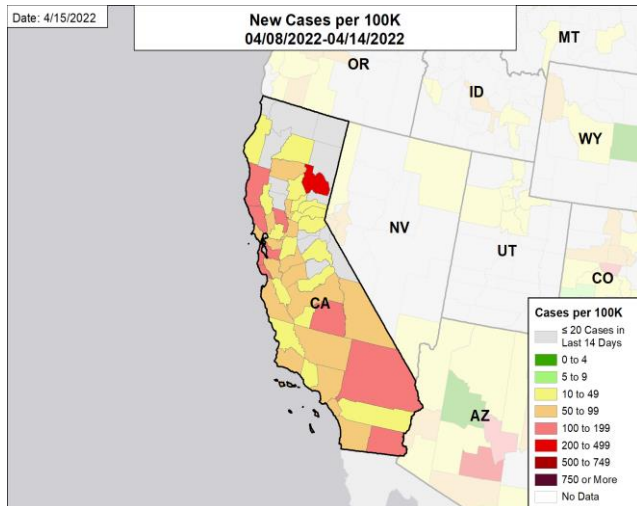 Date: 4/15/2022
New Cases per 100K
04/08/2022-04/14/2022
MT
OR
ID
WY
NV
UT
CO
CA
AZ
Cases per 100K
≤ 20 Cases in
Last 14 Days
0 to 4
5 to 9
10 to 49
50 to 99
100 to 199
200 to 499
500 to 749
750 or More
No Data